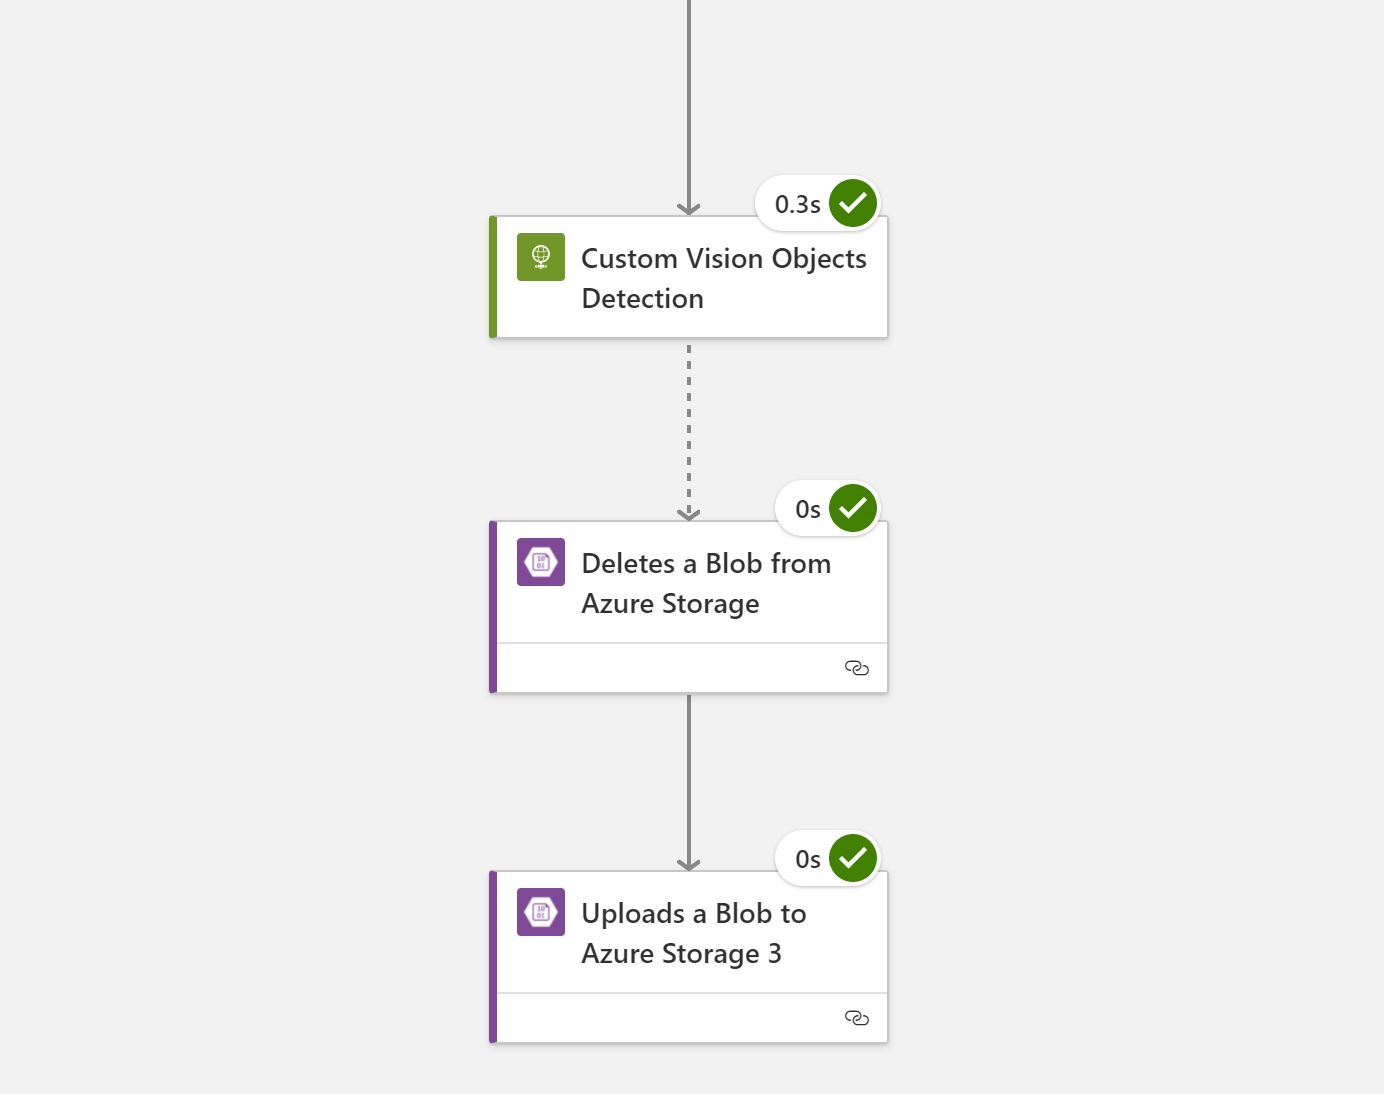 0.3s
Custom Vision Objects
Detection
0s
Deletes a Blob from
Azure Storage
0s
Uploads a Blob to
Azure Storage 3